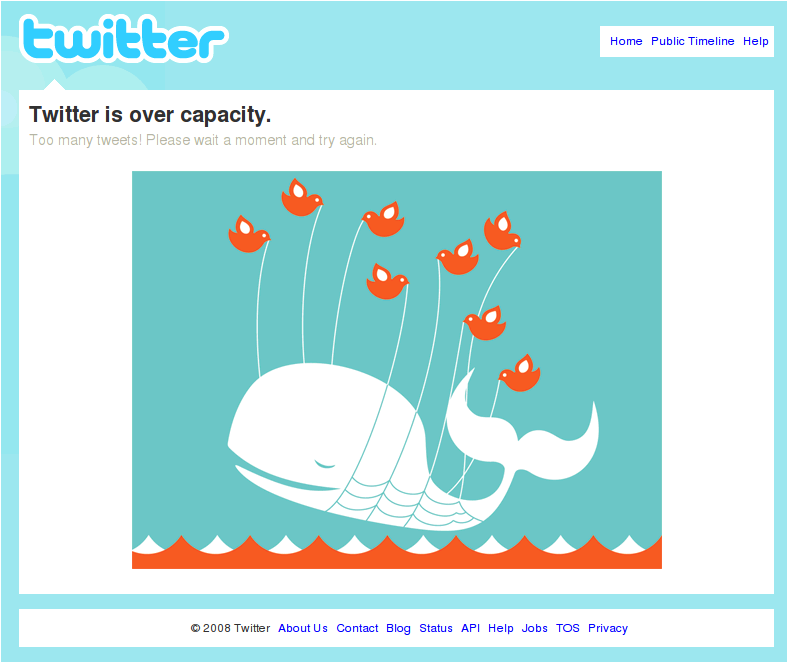 twitter
Home Public Timeline Help
Twitter is over capacity.
Too many tweets! Please wait a moment and try again.
© 2008 Twitter About Us Contact Blog Status API Help Jobs TOS Privacy